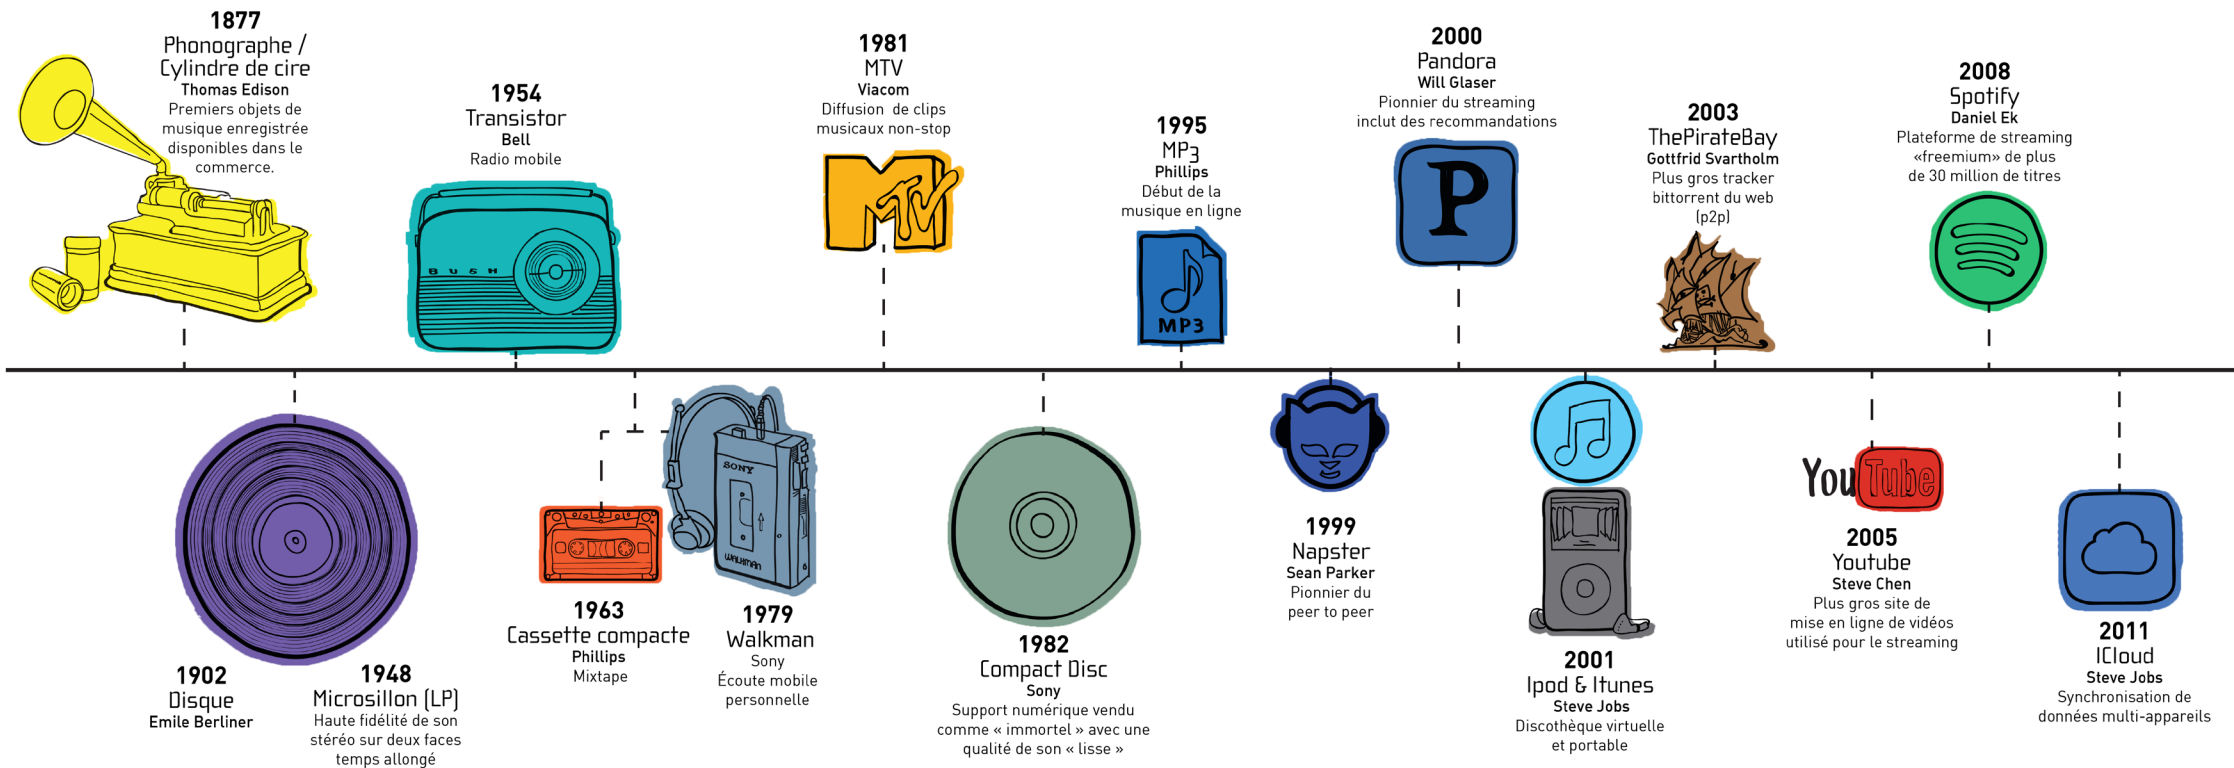 1877
Phonographe /
Cylindre de cire
Thomas Edison
Premiers objets de
musique enregistrée
disponibles dans le
commerce.
1902
Disque
Emile Berliner
1948
Microsillon (LP)
Haute fidélité de son
stéréo sur deux faces
temps allongé
1954
Transistor
Bell
Radio mobile
BUSH
1963
Cassette compacte
Phillips
Mixtape
SONY
WALKMAN
1979
Walkman
Sony
Écoute mobile
personnelle
1981
MTV
Viacom
Diffusion de clips
musicaux non-stop
MTV
1982
Compact Disc
Sony
Support numérique vendu
comme « immortel » avec une
qualité de son « lisse »
1995
MP3
Phillips
Début de la
musique en ligne
MP3
1999
Napster
Sean Parker
Pionnier du
peer to peer
2000
Pandora
Will Glaser
Pionnier du streaming
inclut des recommandations
P
2001
Ipod & Itunes
Steve Jobs
Discothèque virtuelle
et portable
2003
ThePirateBay
Gottfrid Svartholm
Plus gros tracker
bittorrent du web
(p2p)
YouTube
2005
Youtube
Steve Chen
Plus gros site de
mise en ligne de vidéos
utilisé pour le streaming
2008
Spotify
Daniel Ek
Plateforme de streaming
«freemium» de plus
de 30 million de titres
2011
ICloud
Steve Jobs
Synchronisation de
données multi-appareils